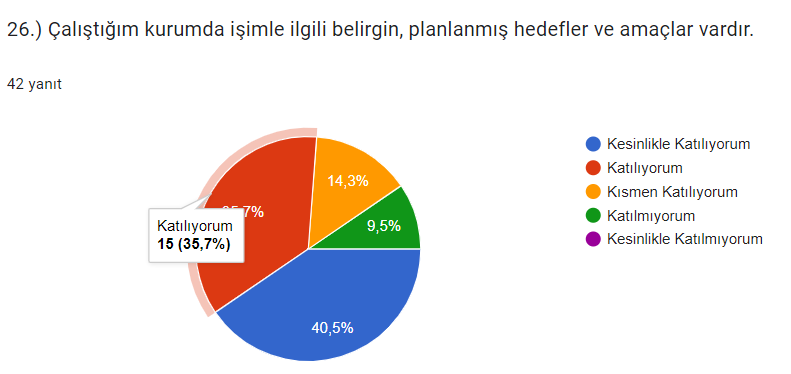 26.) Çalıştığım kurumda işimle ilgili belirgin, planlanmış hedefler ve amaçlar vardır.
42 yanıt
Kesinlikle Katılıyorum
Katılıyorum
Kısmen Katılıyorum
Katılmıyorum
Kesinlikle Katılmıyorum
14,3%
9,5%
40,5%
Katılıyorum
15 (35,7%)